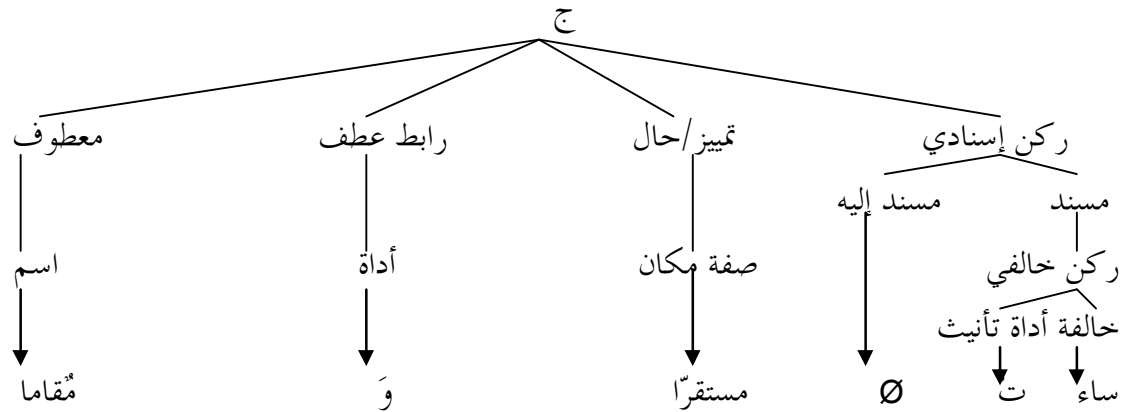 ج
ركن إسنادي تمييز/حال رابط عطف معطوف
مسند مسند إليه
ركن خالفي صفة مكان أداة اسم
خالفة أداة تأنيث
ساء ت Ø مستقرّا وَ مُقاما